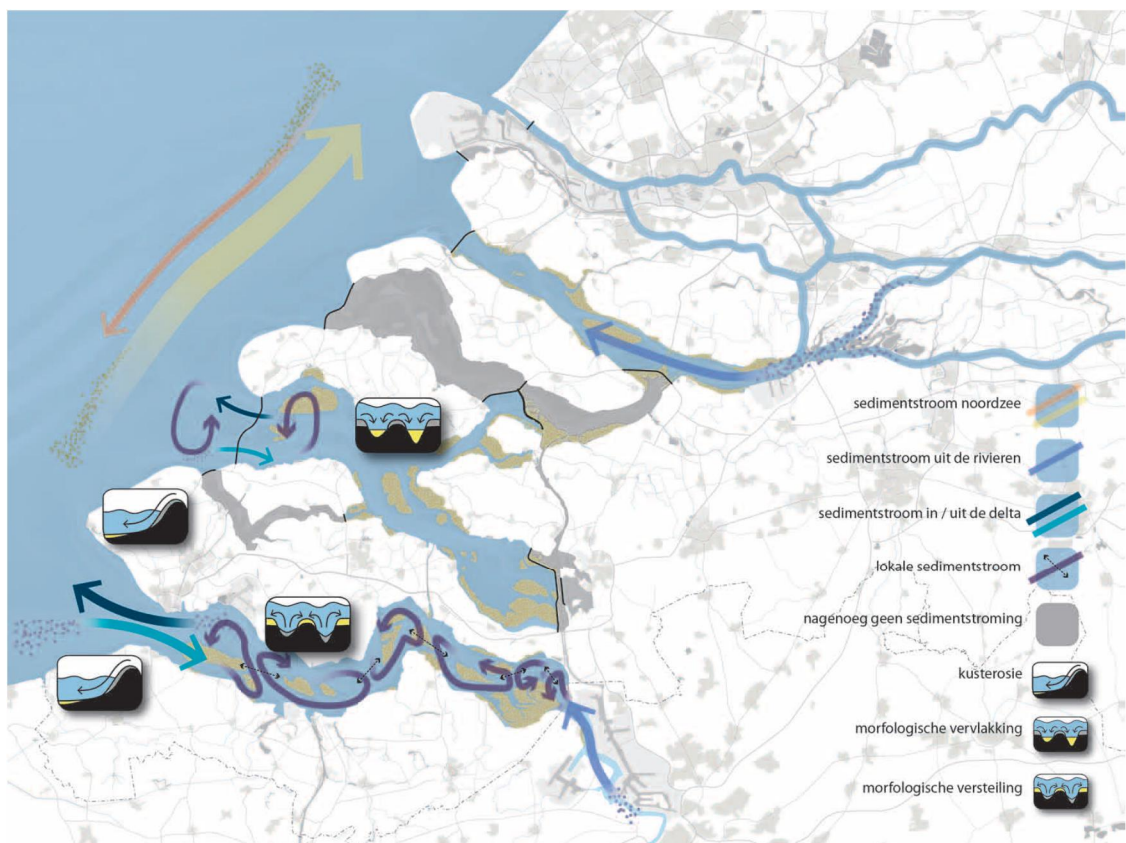 sedimentstroom noordzee
sedimentstroom uit de rivieren
sedimentstroom in / uit de delta
lokale sedimentstroom
nagenoeg geen sedimentstroming
kusterosie
morfologische vervlakking
morfologische versteiling